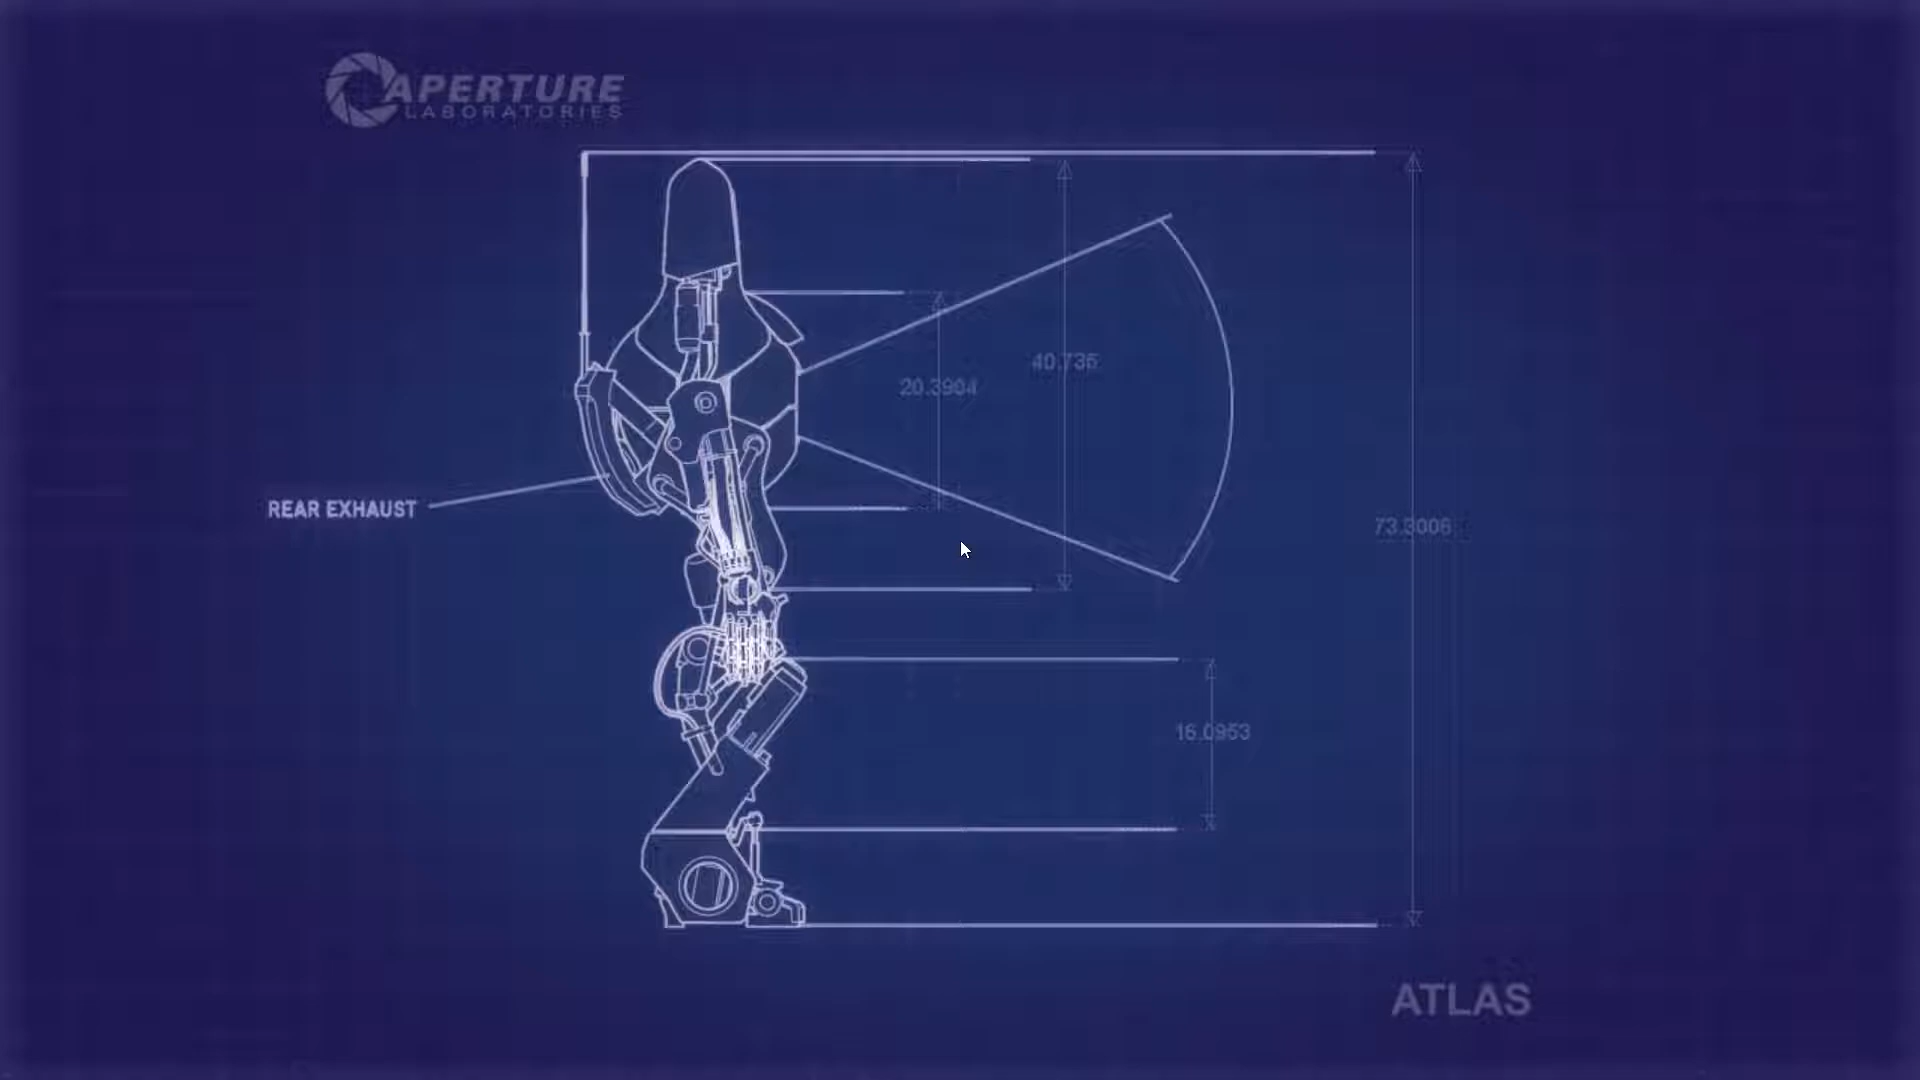 APERTURE
LABORATORIES
40.735
20.3904
REAR EXHAUST
73.3006
16.0953
ATLAS